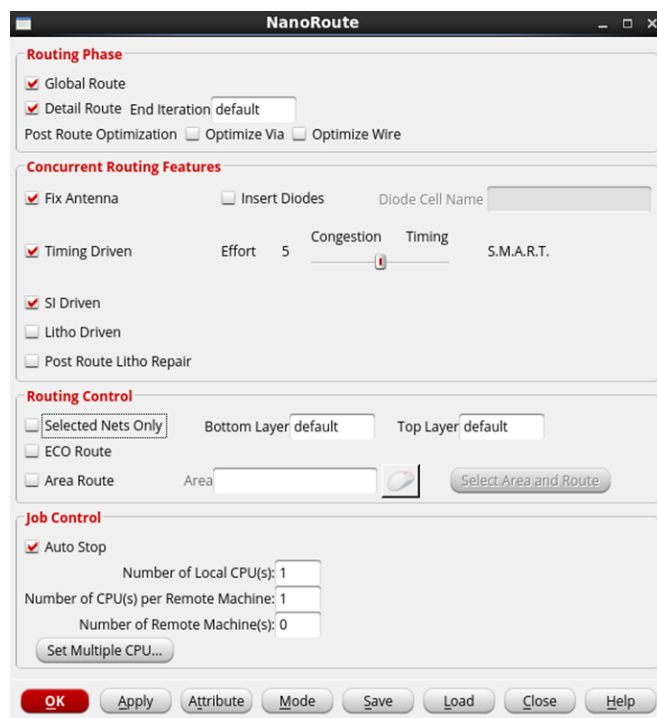 NanoRoute
Routing Phase
Global Route
Detail Route End Iteration default
Post Route Optimization Optimize Via Optimize Wire
Concurrent Routing Features
Fix Antenna Insert Diodes Diode Cell Name
Congestion Timing
Timing Driven Effort 5 S.M.A.R.T.
SI Driven
Litho Driven
Post Route Litho Repair
Routing Control
Selected Nets Only Bottom Layer default Top Layer default
ECO Route
Area Route Area Select Area and Route
Job Control
Auto Stop
Number of Local CPU(s): 1
Number of CPU(s) per Remote Machine: 1
Number of Remote Machine(s): 0
Set Multiple CPU...
OK Apply Attribute Mode Save Load Close Help